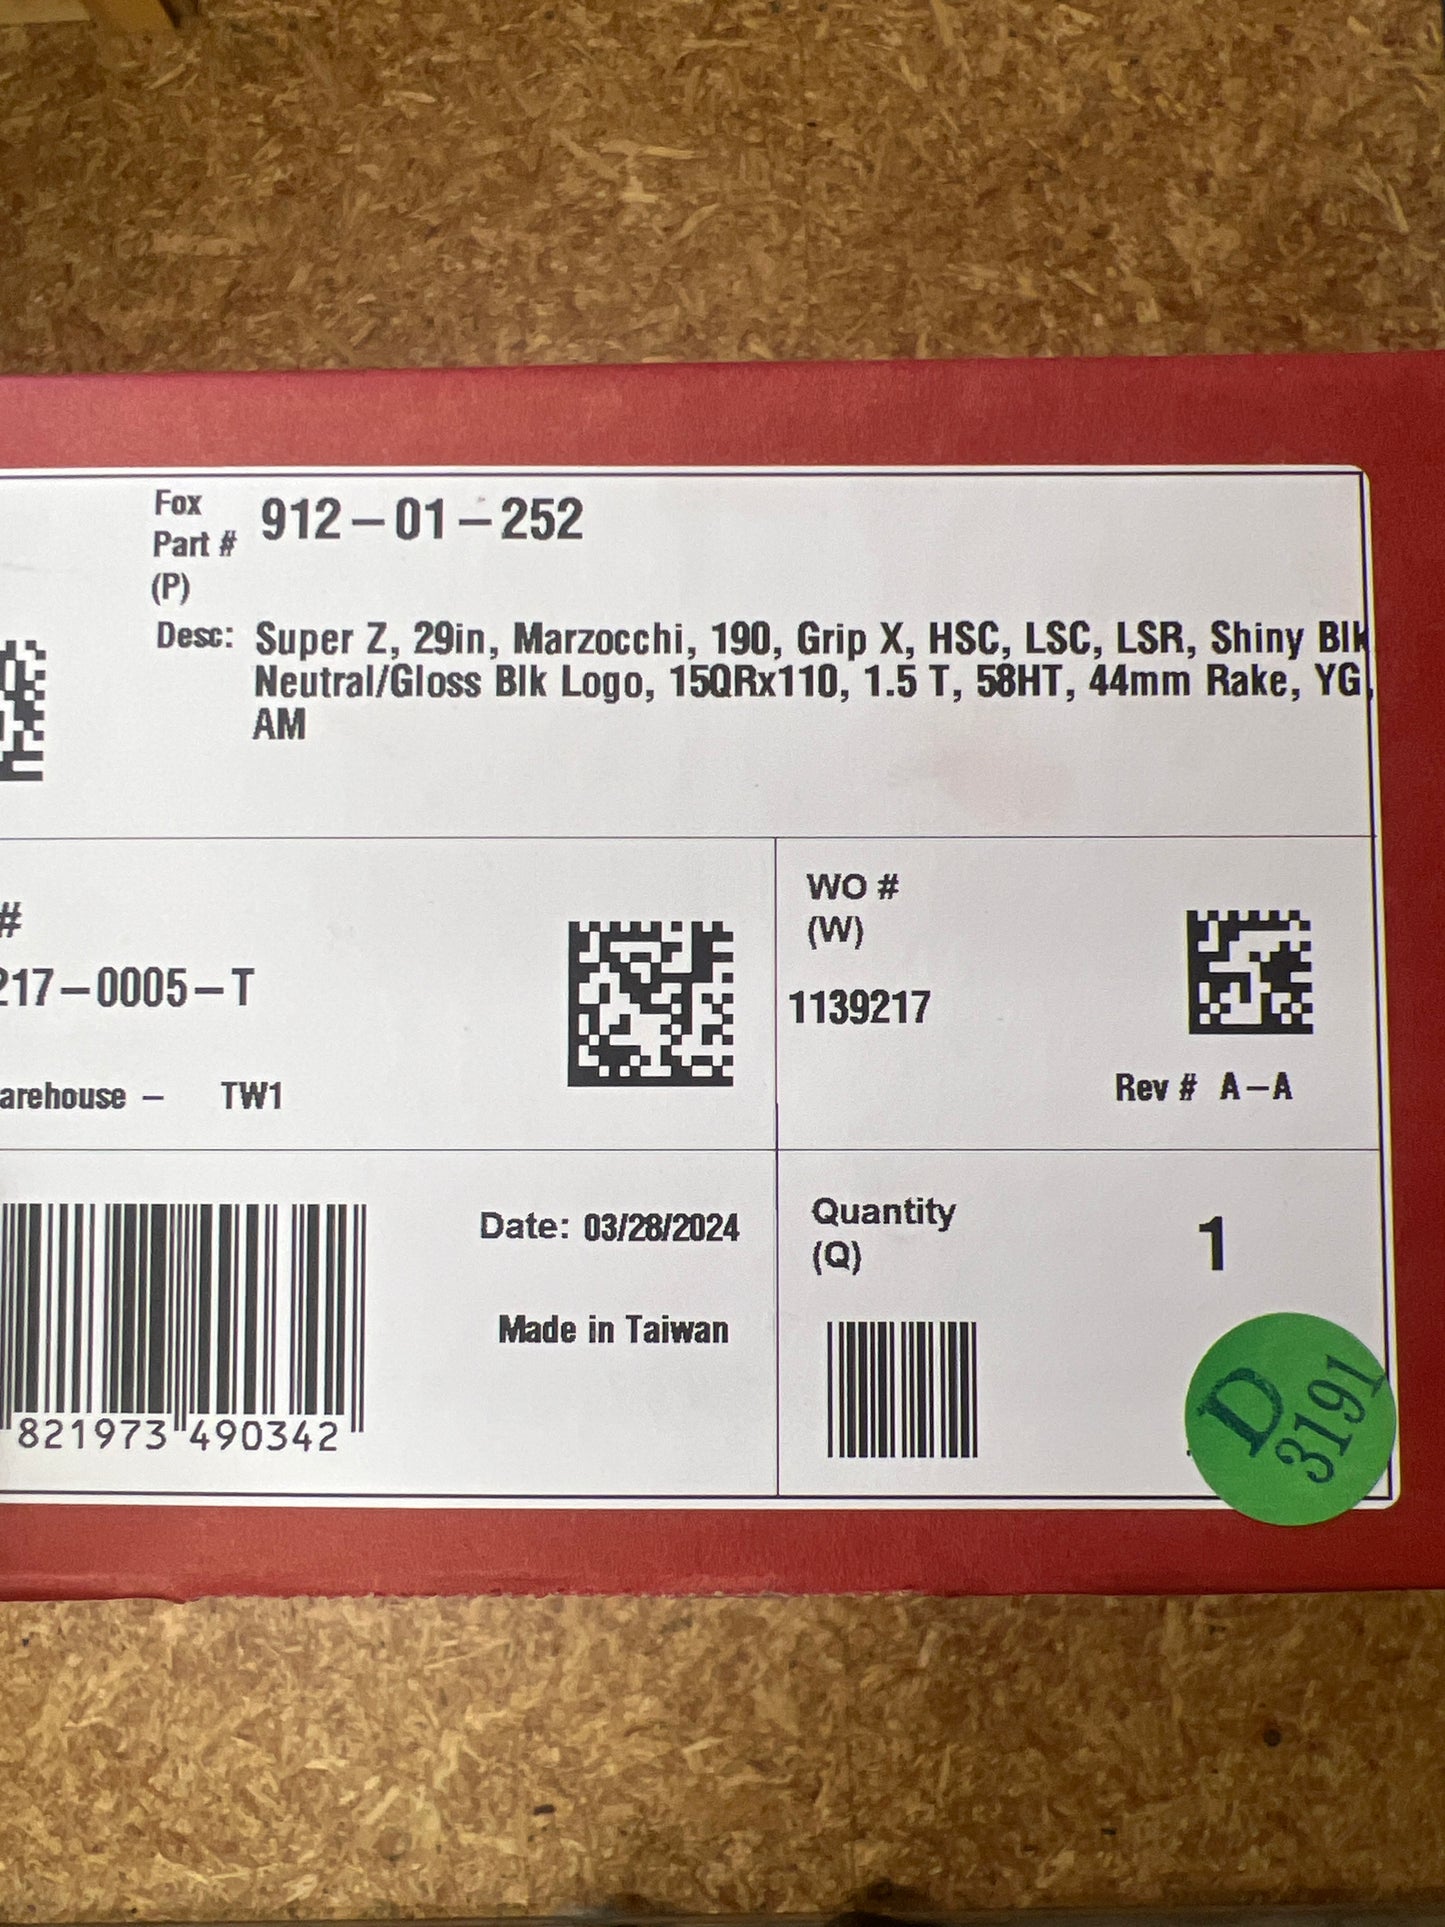 Fox
Part #
(P)
912-01-252
Desc: Super Z, 29in, Marzocchi, 190, Grip X, HSC, LSC, LSR, Shiny Blk
Neutral/Gloss Blk Logo, 15QRx110, 1.5 T, 58HT, 44mm Rake, YG,
AM
#
217-0005-T
arehouse - TW1
WO #
(W)
1139217
Rev # A-A
821973 490342
Date: 03/28/2024
Made in Taiwan
Quantity
(Q)
1
D
3191